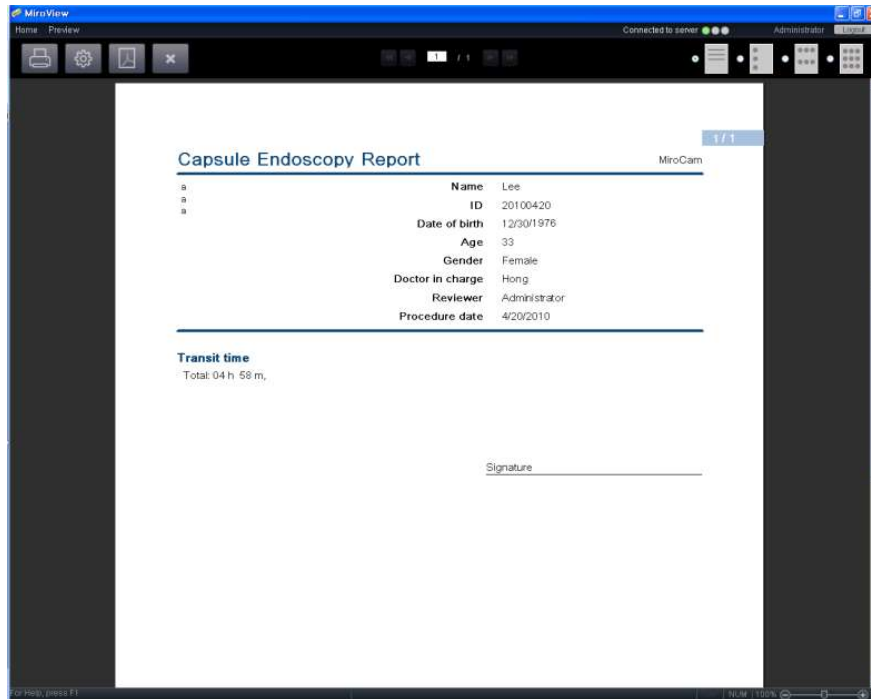 MiroView
Home Preview Connected to server Administrator Logout
1 / 1
1 / 1
Capsule Endoscopy Report MiroCam
a
a
a
Name Lee
ID 20100420
Date of birth 12/30/1976
Age 33
Gender Female
Doctor in charge Hong
Reviewer Administrator
Procedure date 4/20/2010
Transit time
Total: 04 h 58 m,
Signature
For Help, press F1 NUM 100%